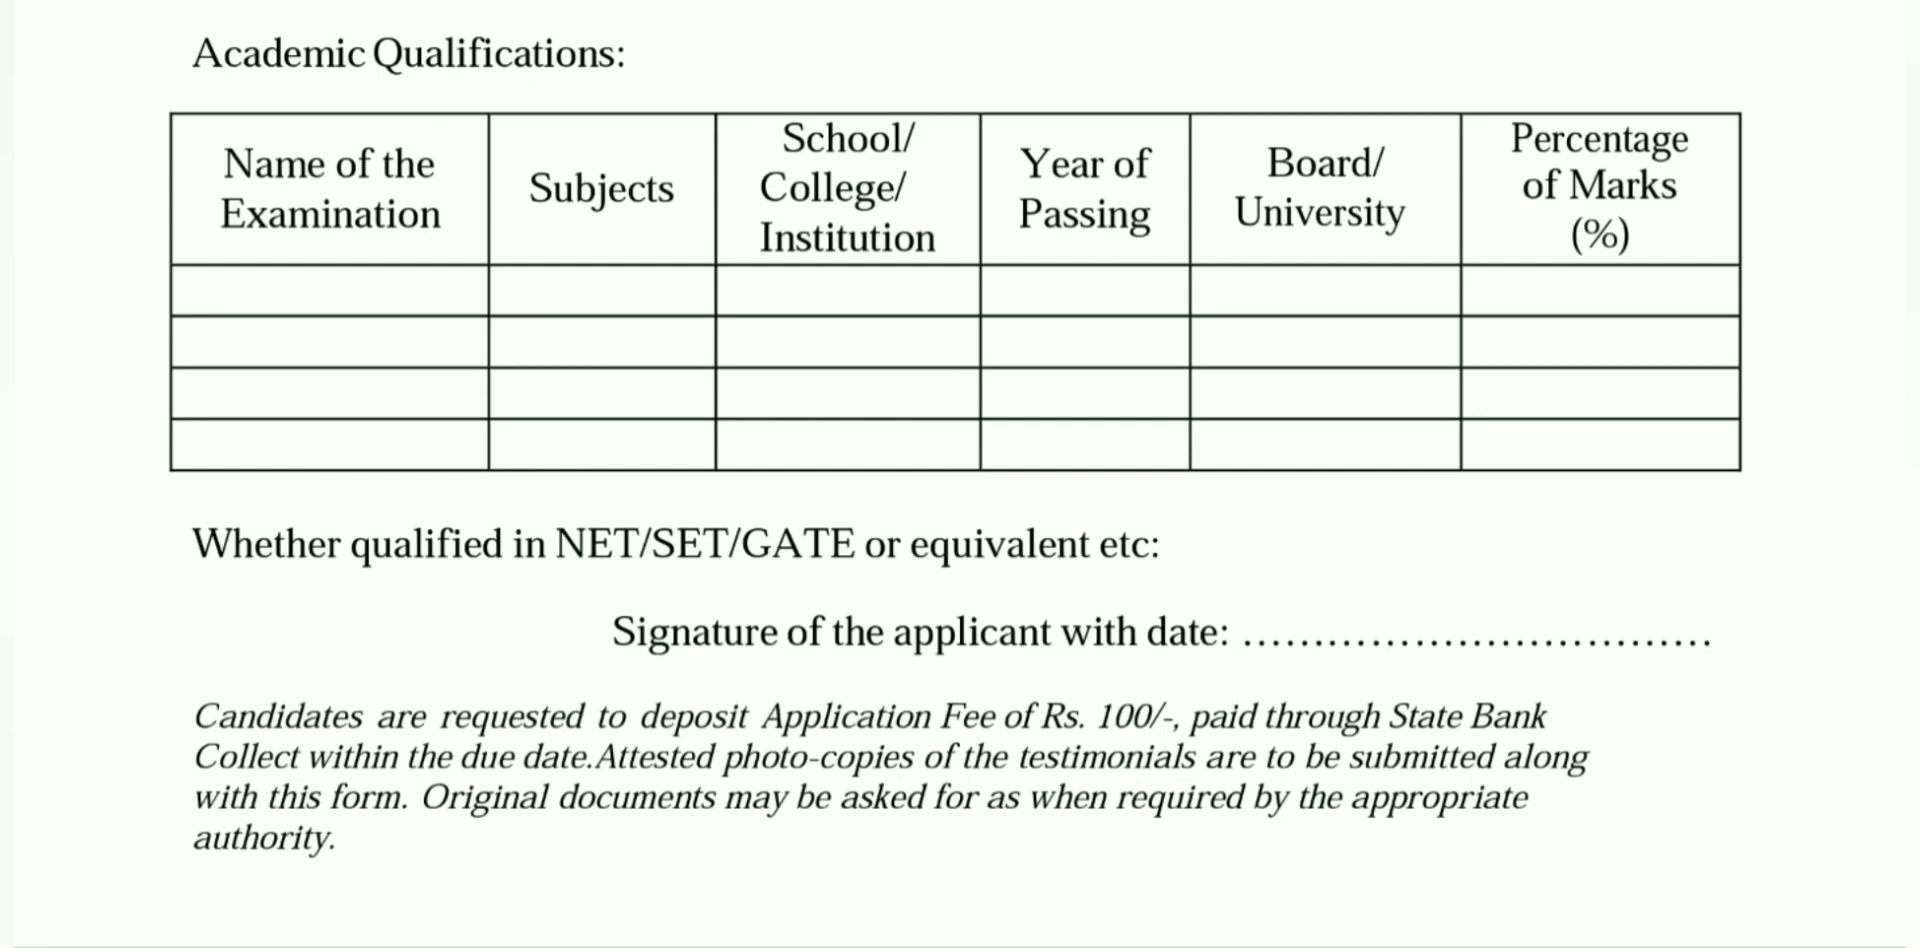 Academic Qualifications:
Name of the Examination
Subjects
School/ College/ Institution
Year of Passing
Board/ University
Percentage of Marks (%)
Whether qualified in NET/SET/GATE or equivalent etc:
Signature of the applicant with date: .................................
Candidates are requested to deposit Application Fee of Rs. 100/-, paid through State Bank
Collect within the due date.Attested photo-copies of the testimonials are to be submitted along
with this form. Original documents may be asked for as when required by the appropriate
authority.